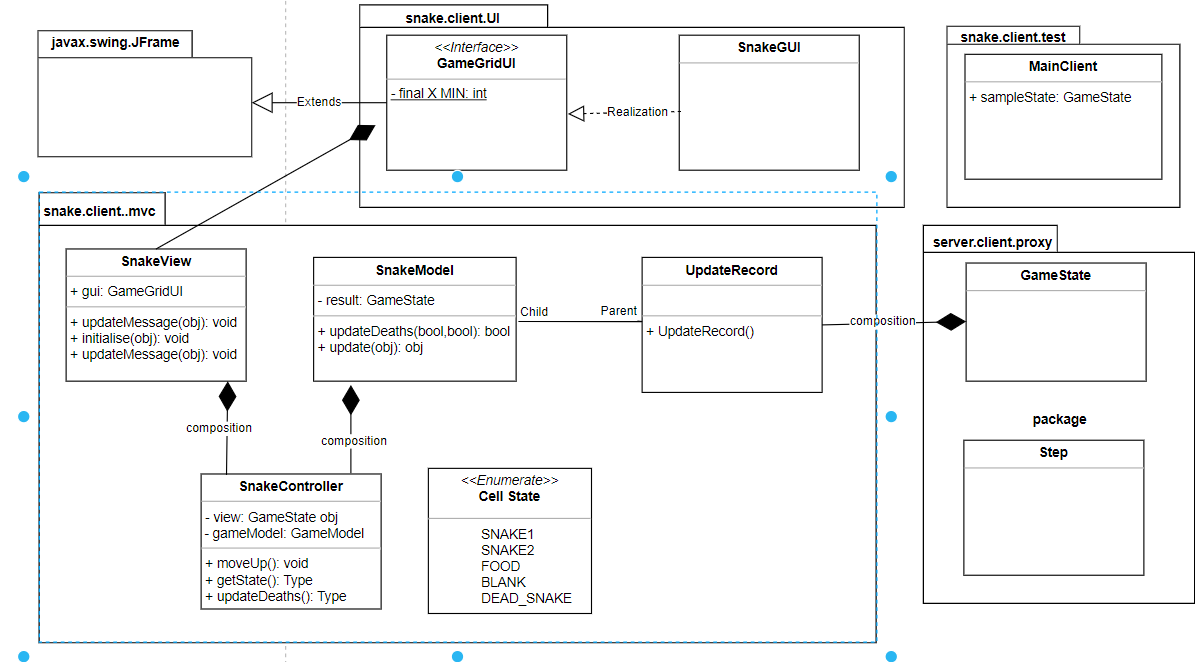 javax.swing.JFrame
Extends
snake.client.UI
<<Interface>>
GameGridUI
- final X MIN: int
Realization
SnakeGUI
snake.client.test
MainClient
+ sampleState: GameState
snake.client..mvc
SnakeView
+ gui: GameGridUI
+ updateMessage(obj): void
+ initialise(obj): void
+ updateMessage(obj): void
composition
SnakeModel
- result: GameState
+ updateDeaths(bool,bool): bool
+ update(obj): obj
composition
Child
Parent
UpdateRecord
+ UpdateRecord()
composition
SnakeController
- view: GameState obj
- gameModel: GameModel
+ moveUp(): void
+ getState(): Type
+ updateDeaths(): Type
<<Enumerate>>
Cell State
SNAKE1
SNAKE2
FOOD
BLANK
DEAD_SNAKE
server.client.proxy
GameState
package
Step